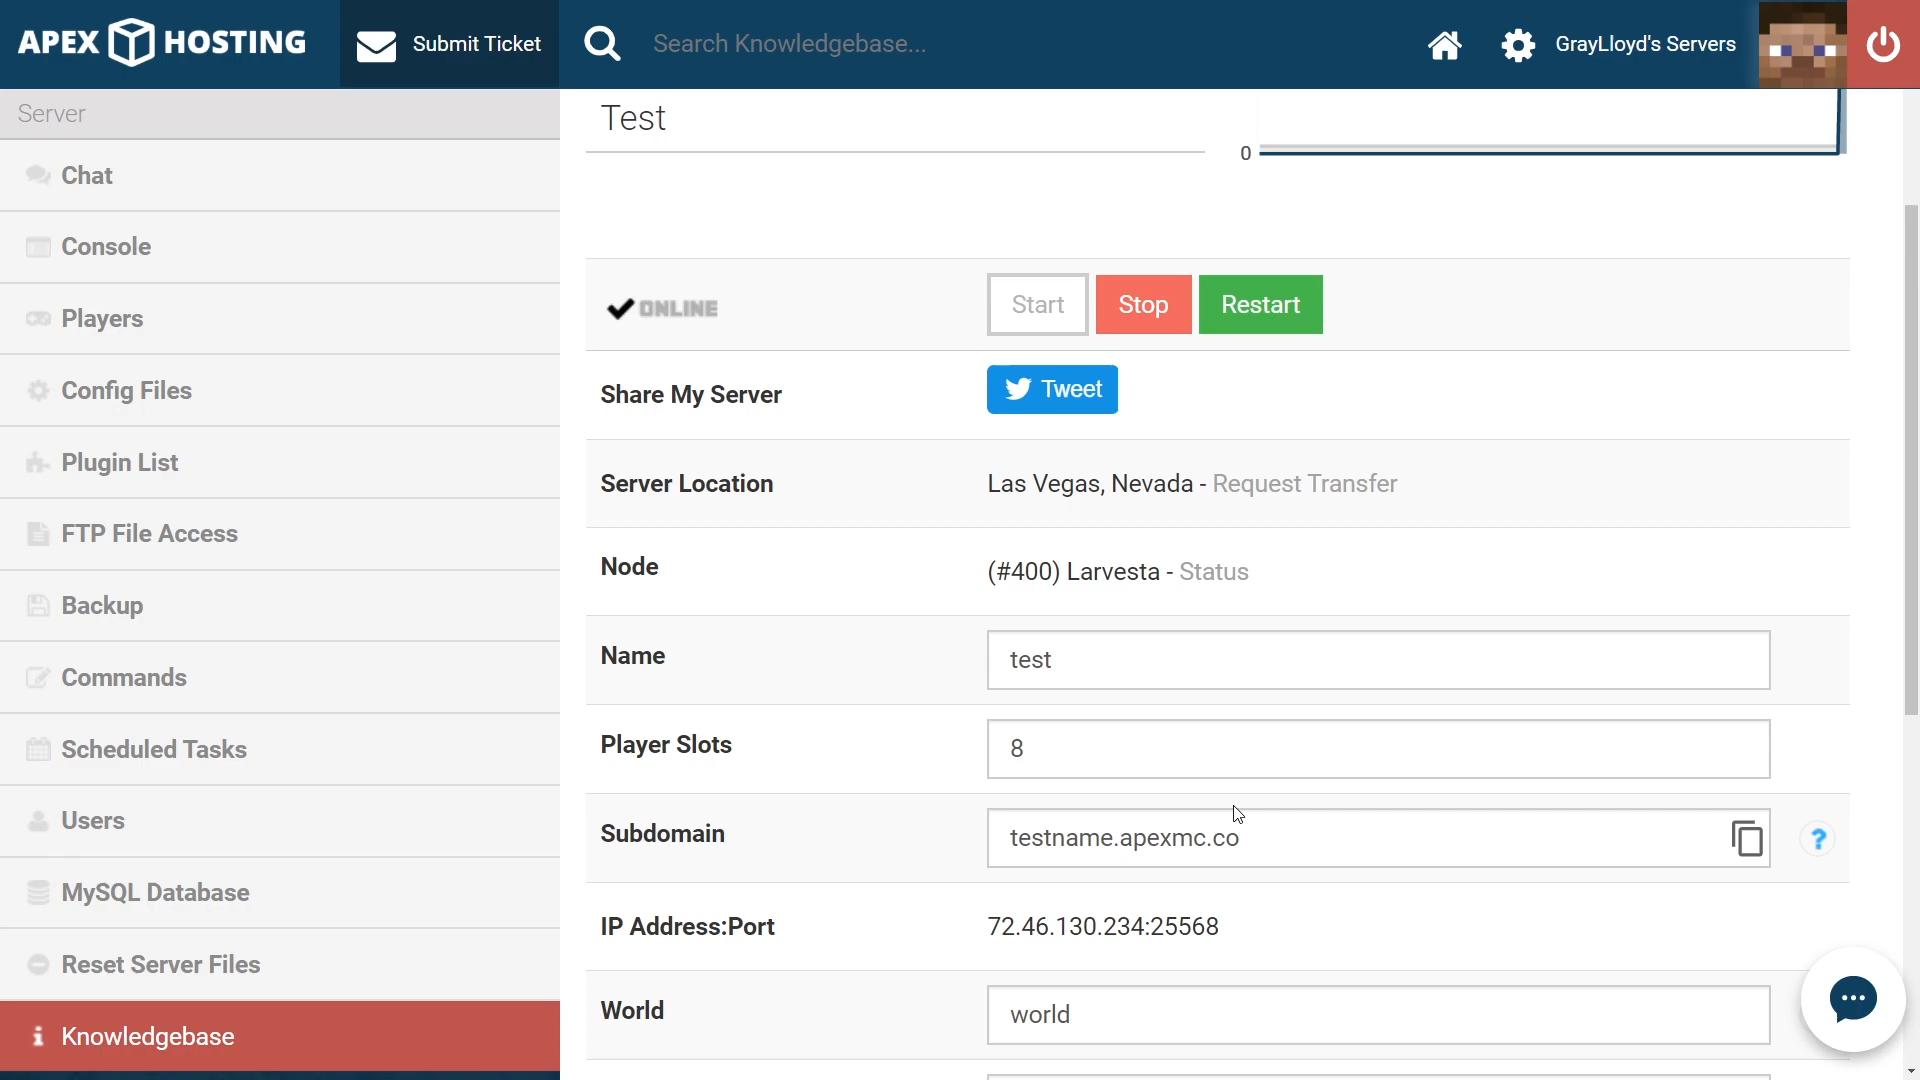 APEX HOSTING
Submit Ticket
Search Knowledgebase...
GrayLloyd's Servers
Server
Chat
Console
Players
Config Files
Plugin List
FTP File Access
Backup
Commands
Scheduled Tasks
Users
MySQL Database
Reset Server Files
Knowledgebase
Test
0
ONLINE
Start
Stop
Restart
Share My Server
Tweet
Server Location
Las Vegas, Nevada - Request Transfer
Node
(#400) Larvesta - Status
Name
test
Player Slots
8
Subdomain
testname.apexmc.co
?
IP Address:Port
72.46.130.234:25568
World
world